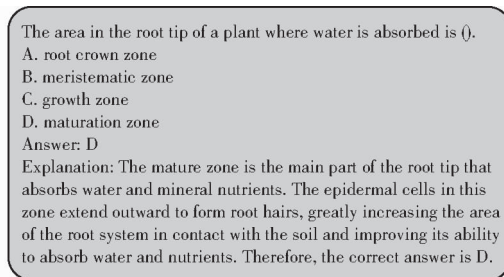 The area in the root tip of a plant where water is absorbed is ().
A. root crown zone
B. meristematic zone
C. growth zone
D. maturation zone
Answer: D
Explanation: The mature zone is the main part of the root tip that
absorbs water and mineral nutrients. The epidermal cells in this
zone extend outward to form root hairs, greatly increasing the area
of the root system in contact with the soil and improving its ability
to absorb water and nutrients. Therefore, the correct answer is D.